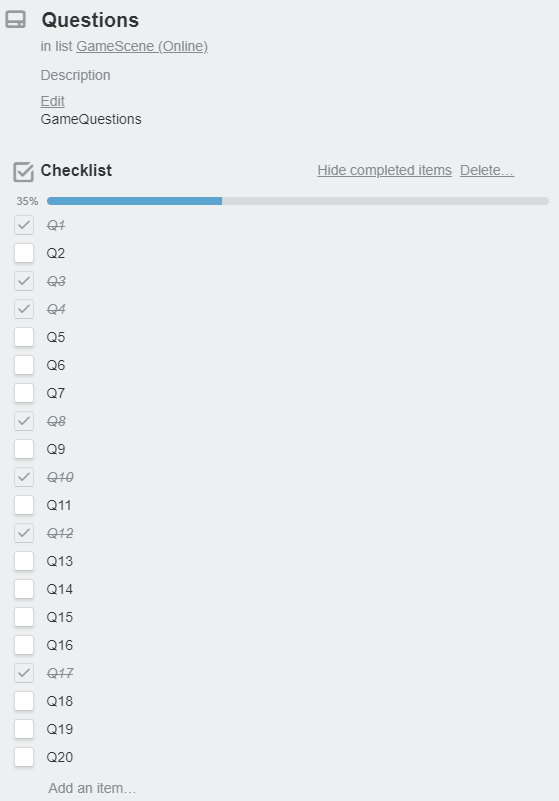 Questions
in list GameScene (Online)
Description
Edit
GameQuestions
Checklist Hide completed items Delete…
35%
Q1
Q2
Q3
Q4
Q5
Q6
Q7
Q8
Q9
Q10
Q11
Q12
Q13
Q14
Q15
Q16
Q17
Q18
Q19
Q20
Add an item…